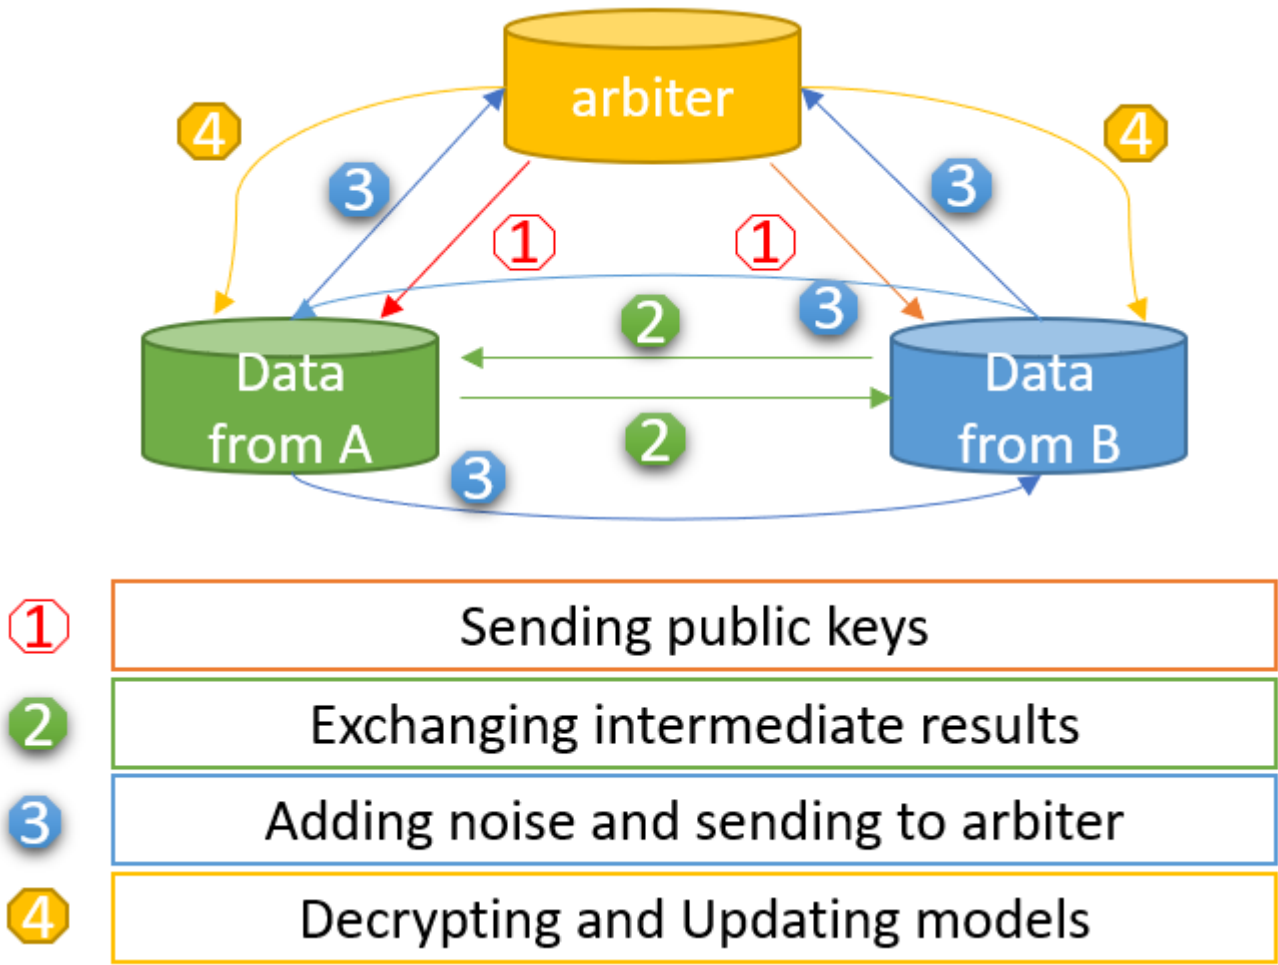 arbiter
4
4
3
3
1
1
3
2
Data
from A
Data
from B
2
3
1 Sending public keys
2 Exchanging intermediate results
3 Adding noise and sending to arbiter
4 Decrypting and Updating models